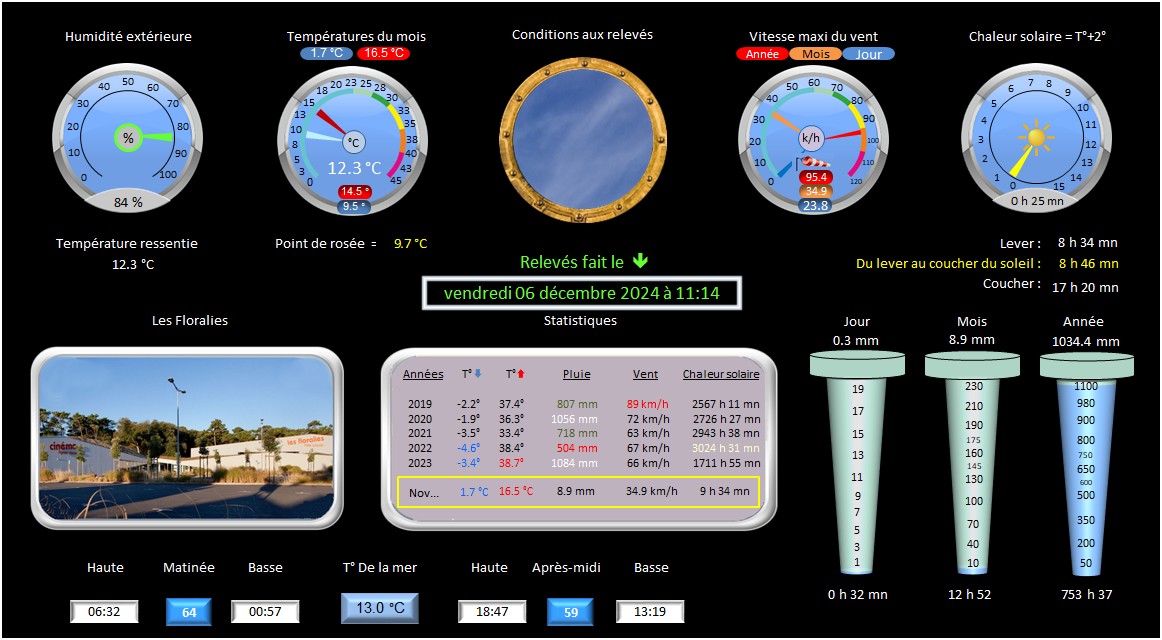 Humidité extérieure
Températures du mois
Conditions aux relevés
Vitesse maxi du vent
Chaleur solaire = T°+2°
1.7 °C 16.5 °C
Année Mois Jour
0 10 20 30 40 50 60 70 80 90 100
%
84 %
0 3 5 8 10 13 15 18 20 23 25 28 30 33 35 38 40 43 45
°C
12.3 °C
14.5 °
9.5 °
0 10 20 30 40 50 60 70 80 90 100 110 120
k/h
95.4
34.9
23.8
0 1 2 3 4 5 6 7 8 9 10 11 12 13 14 15
0 h 25 mn
Température ressentie
12.3 °C
Point de rosée = 9.7 °C
Relevés fait le
vendredi 06 décembre 2024 à 11:14
Lever : 8 h 34 mn
Du lever au coucher du soleil : 8 h 46 mn
Coucher : 17 h 20 mn
Les Floralies
cinéma
les floralies
Statistiques
Années T° T° Pluie Vent Chaleur solaire
2019 -2.2° 37.4° 807 mm 89 km/h 2567 h 11 mn
2020 -1.9° 36.3° 1056 mm 72 km/h 2726 h 27 mn
2021 -3.5° 33.4° 718 mm 63 km/h 2943 h 38 mn
2022 -4.6° 38.4° 504 mm 67 km/h 3024 h 31 mn
2023 -3.4° 38.7° 1084 mm 66 km/h 1711 h 55 mn
Nov... 1.7 °C 16.5 °C 8.9 mm 34.9 km/h 9 h 34 mn
Jour
0.3 mm
19
17
15
13
11
9
7
5
3
1
0 h 32 mn
Mois
8.9 mm
230
210
190
175
160
145
130
100
70
40
10
12 h 52
Année
1034.4 mm
1100
980
900
800
750
650
600
500
350
200
50
753 h 37
Haute Matinée Basse T° De la mer Haute Après-midi Basse
06:32 64 00:57 13.0 °C 18:47 59 13:19